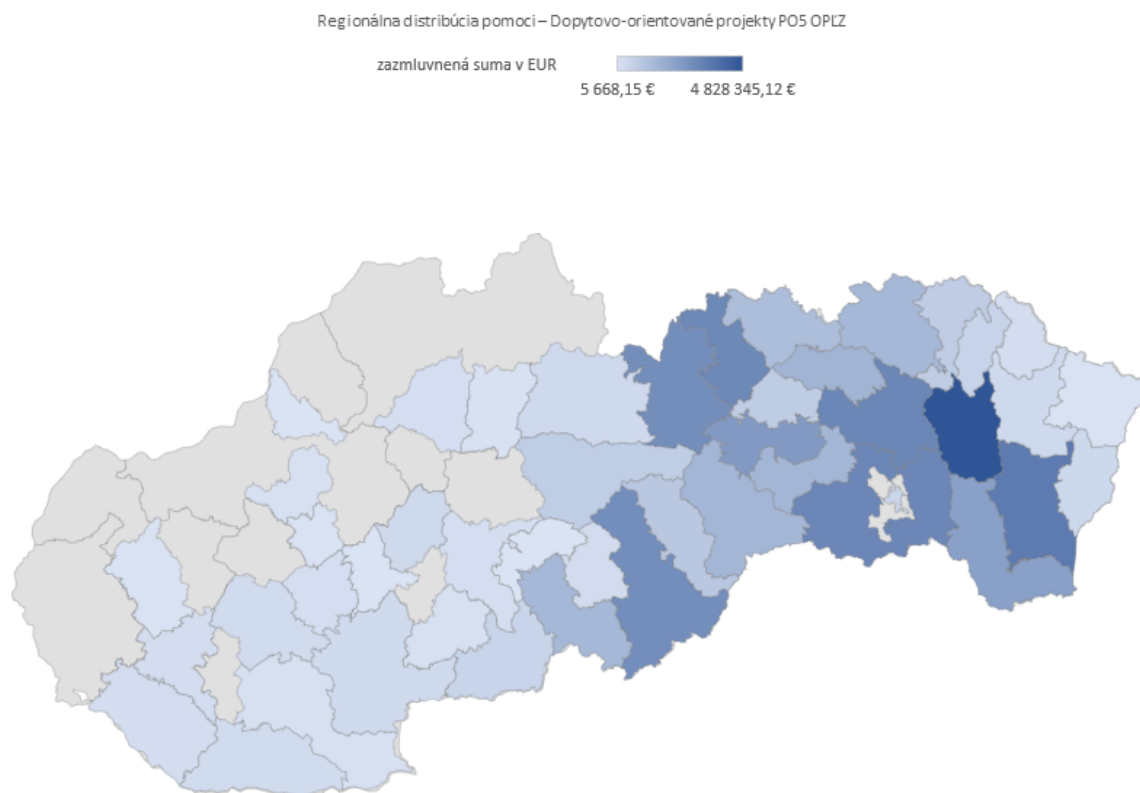 Regionálna distribúcia pomoci – Dopytovo-orientované projekty PO5 OPĽZ
zazmluvnená suma v EUR
5 668,15 € 4 828 345,12 €